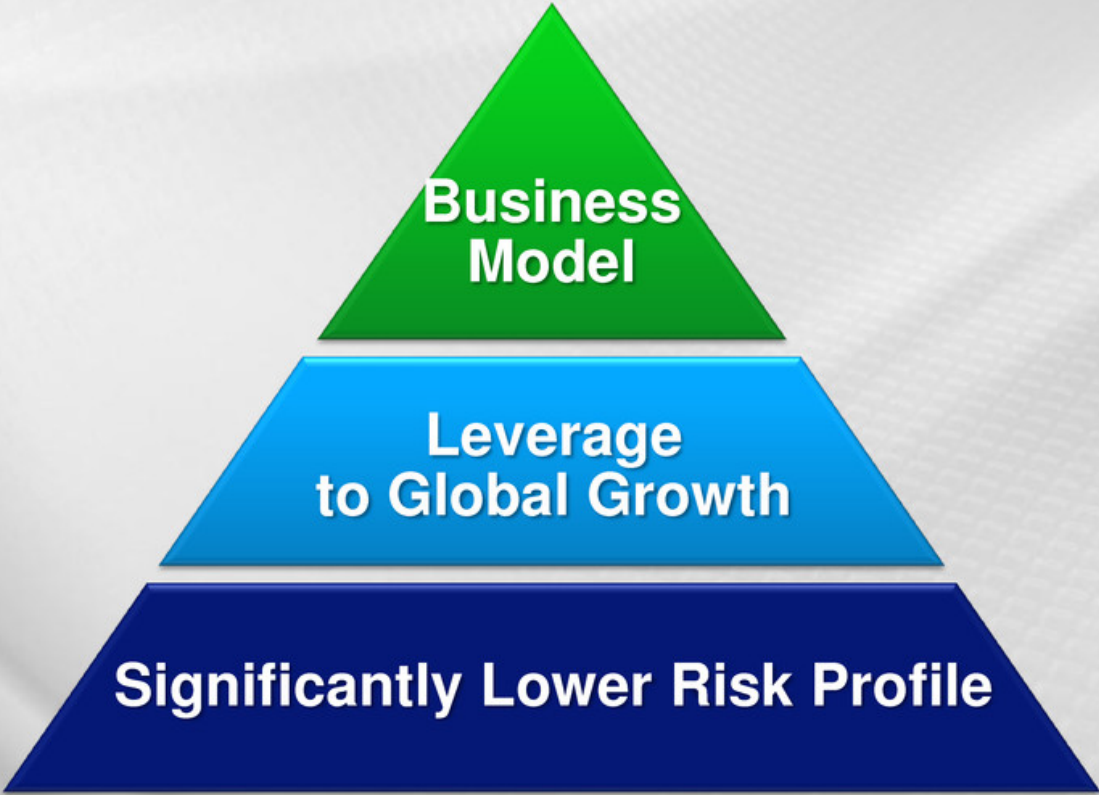 Business
Model
Leverage
to Global Growth
Significantly Lower Risk Profile